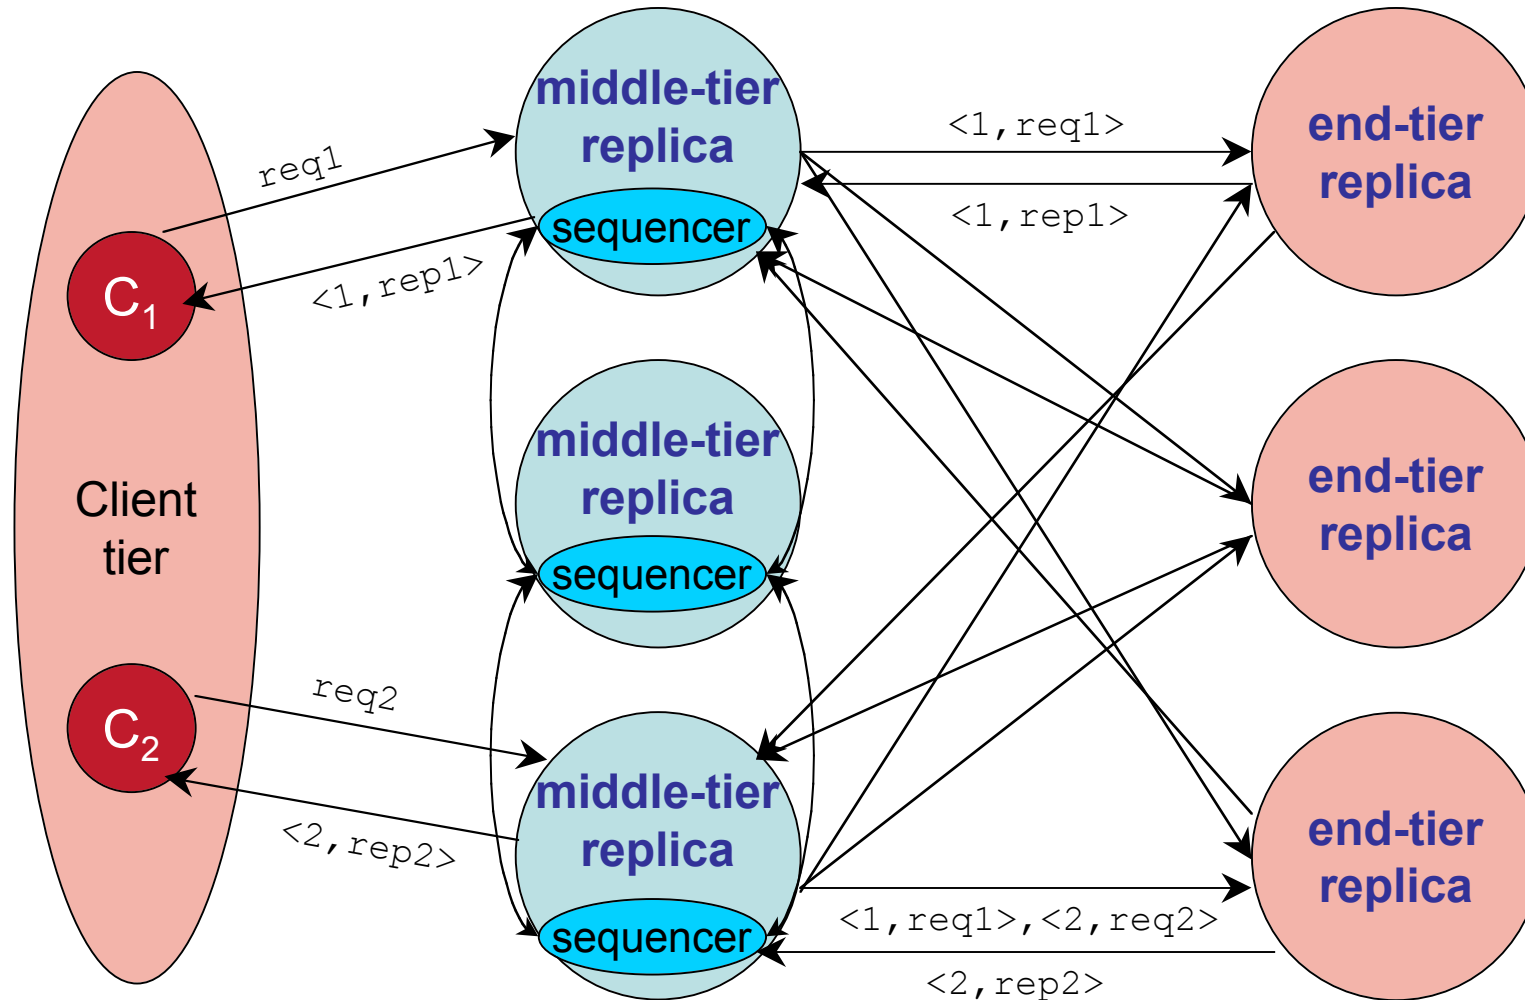 req1
<1,rep1>
C1
Client
tier
req2
<2,rep2>
C2
middle-tier
replica
sequencer
middle-tier
replica
sequencer
middle-tier
replica
sequencer
<1,req1>
<1,rep1>
<1,req1>,<2,req2>
<2,rep2>
end-tier
replica
end-tier
replica
end-tier
replica